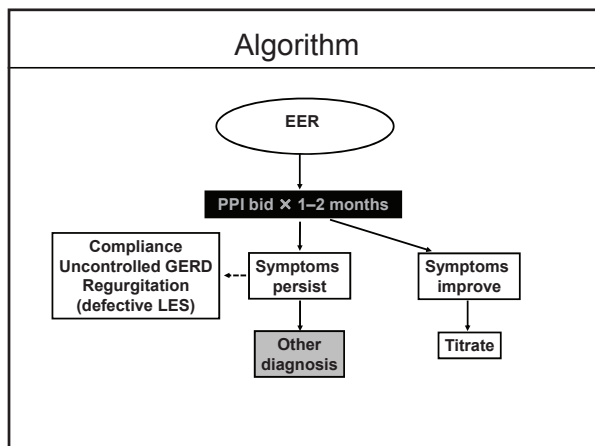 Algorithm
EER
PPI bid × 1–2 months
Compliance
Uncontrolled GERD
Regurgitation
(defective LES)
Symptoms
persist
Symptoms
improve
Other
diagnosis
Titrate